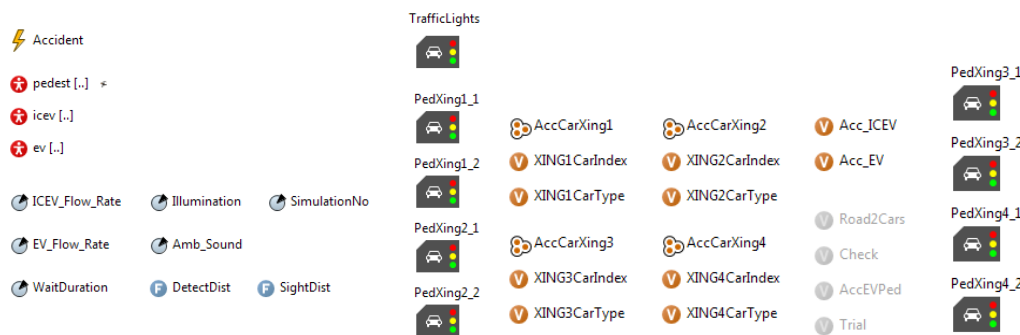 TrafficLights
Accident
pedest [..]
icev [..]
ev [..]
ICEV_Flow_Rate
Illumination
SimulationNo
EV_Flow_Rate
Amb_Sound
WaitDuration
DetectDist
SightDist
PedXing1_1
PedXing1_2
PedXing2_1
PedXing2_2
AccCarXing1
XING1CarIndex
XING1CarType
AccCarXing3
XING3CarIndex
XING3CarType
AccCarXing2
XING2CarIndex
XING2CarType
AccCarXing4
XING4CarIndex
XING4CarType
Acc_ICEV
Acc_EV
Road2Cars
Check
AccEVPed
Trial
PedXing3_1
PedXing3_2
PedXing4_1
PedXing4_2